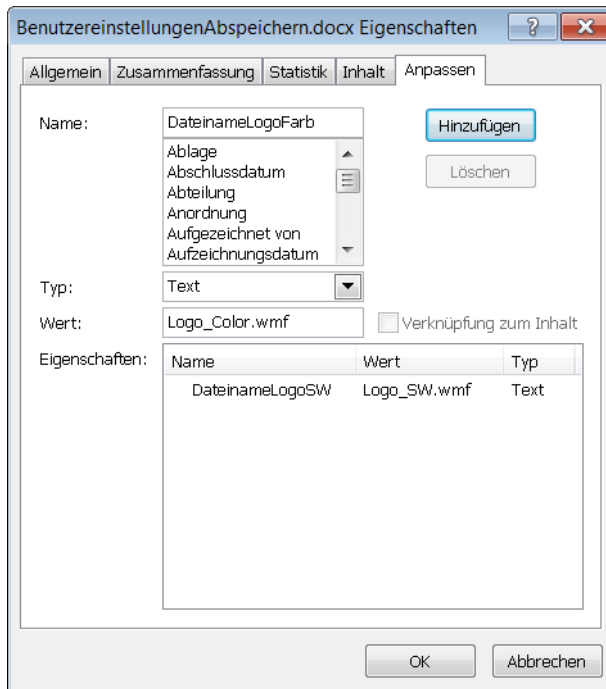 BenutzereinstellungenAbspeichern.docx Eigenschaften
Allgemein Zusammenfassung Statistik Inhalt Anpassen
Name: DateinameLogoFarb Hinzufügen
Ablage
Abschlussdatum Löschen
Abteilung
Anordnung
Aufgezeichnet von
Aufzeichnungsdatum
Typ: Text
Wert: Logo_Color.wmf Verknüpfung zum Inhalt
Eigenschaften: Name Wert Typ
DateinameLogoSW Logo_SW.wmf Text
OK Abbrechen